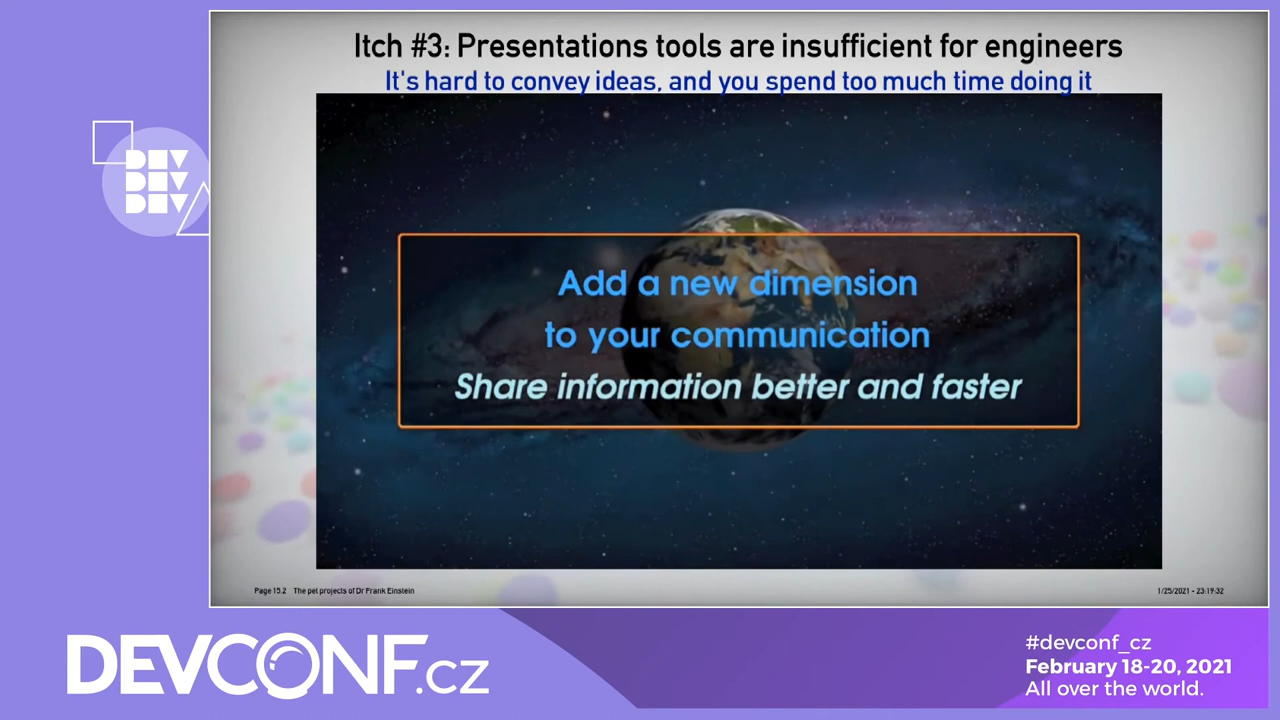 Itch #3: Presentations tools are insufficient for engineers
It's hard to convey ideas, and you spend too much time doing it
DEV
DEV
DEV
Add a new dimension
to your communication
Share information better and faster
Page 15.2 The pet projects of Dr Frank Einstein
1/25/2021 - 23:19:32
DEVCONF.CZ
#devconf_cz
February 18-20, 2021
All over the world.